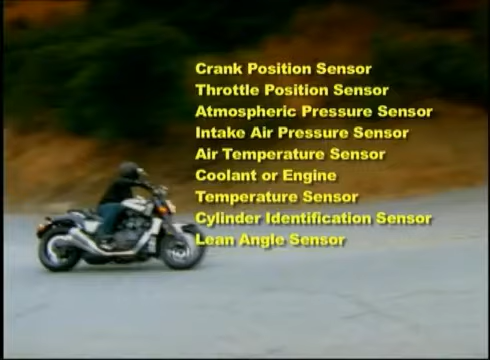 Crank Position Sensor
Throttle Position Sensor
Atmospheric Pressure Sensor
Intake Air Pressure Sensor
Air Temperature Sensor
Coolant or Engine
Temperature Sensor
Cylinder Identification Sensor
Lean Angle Sensor